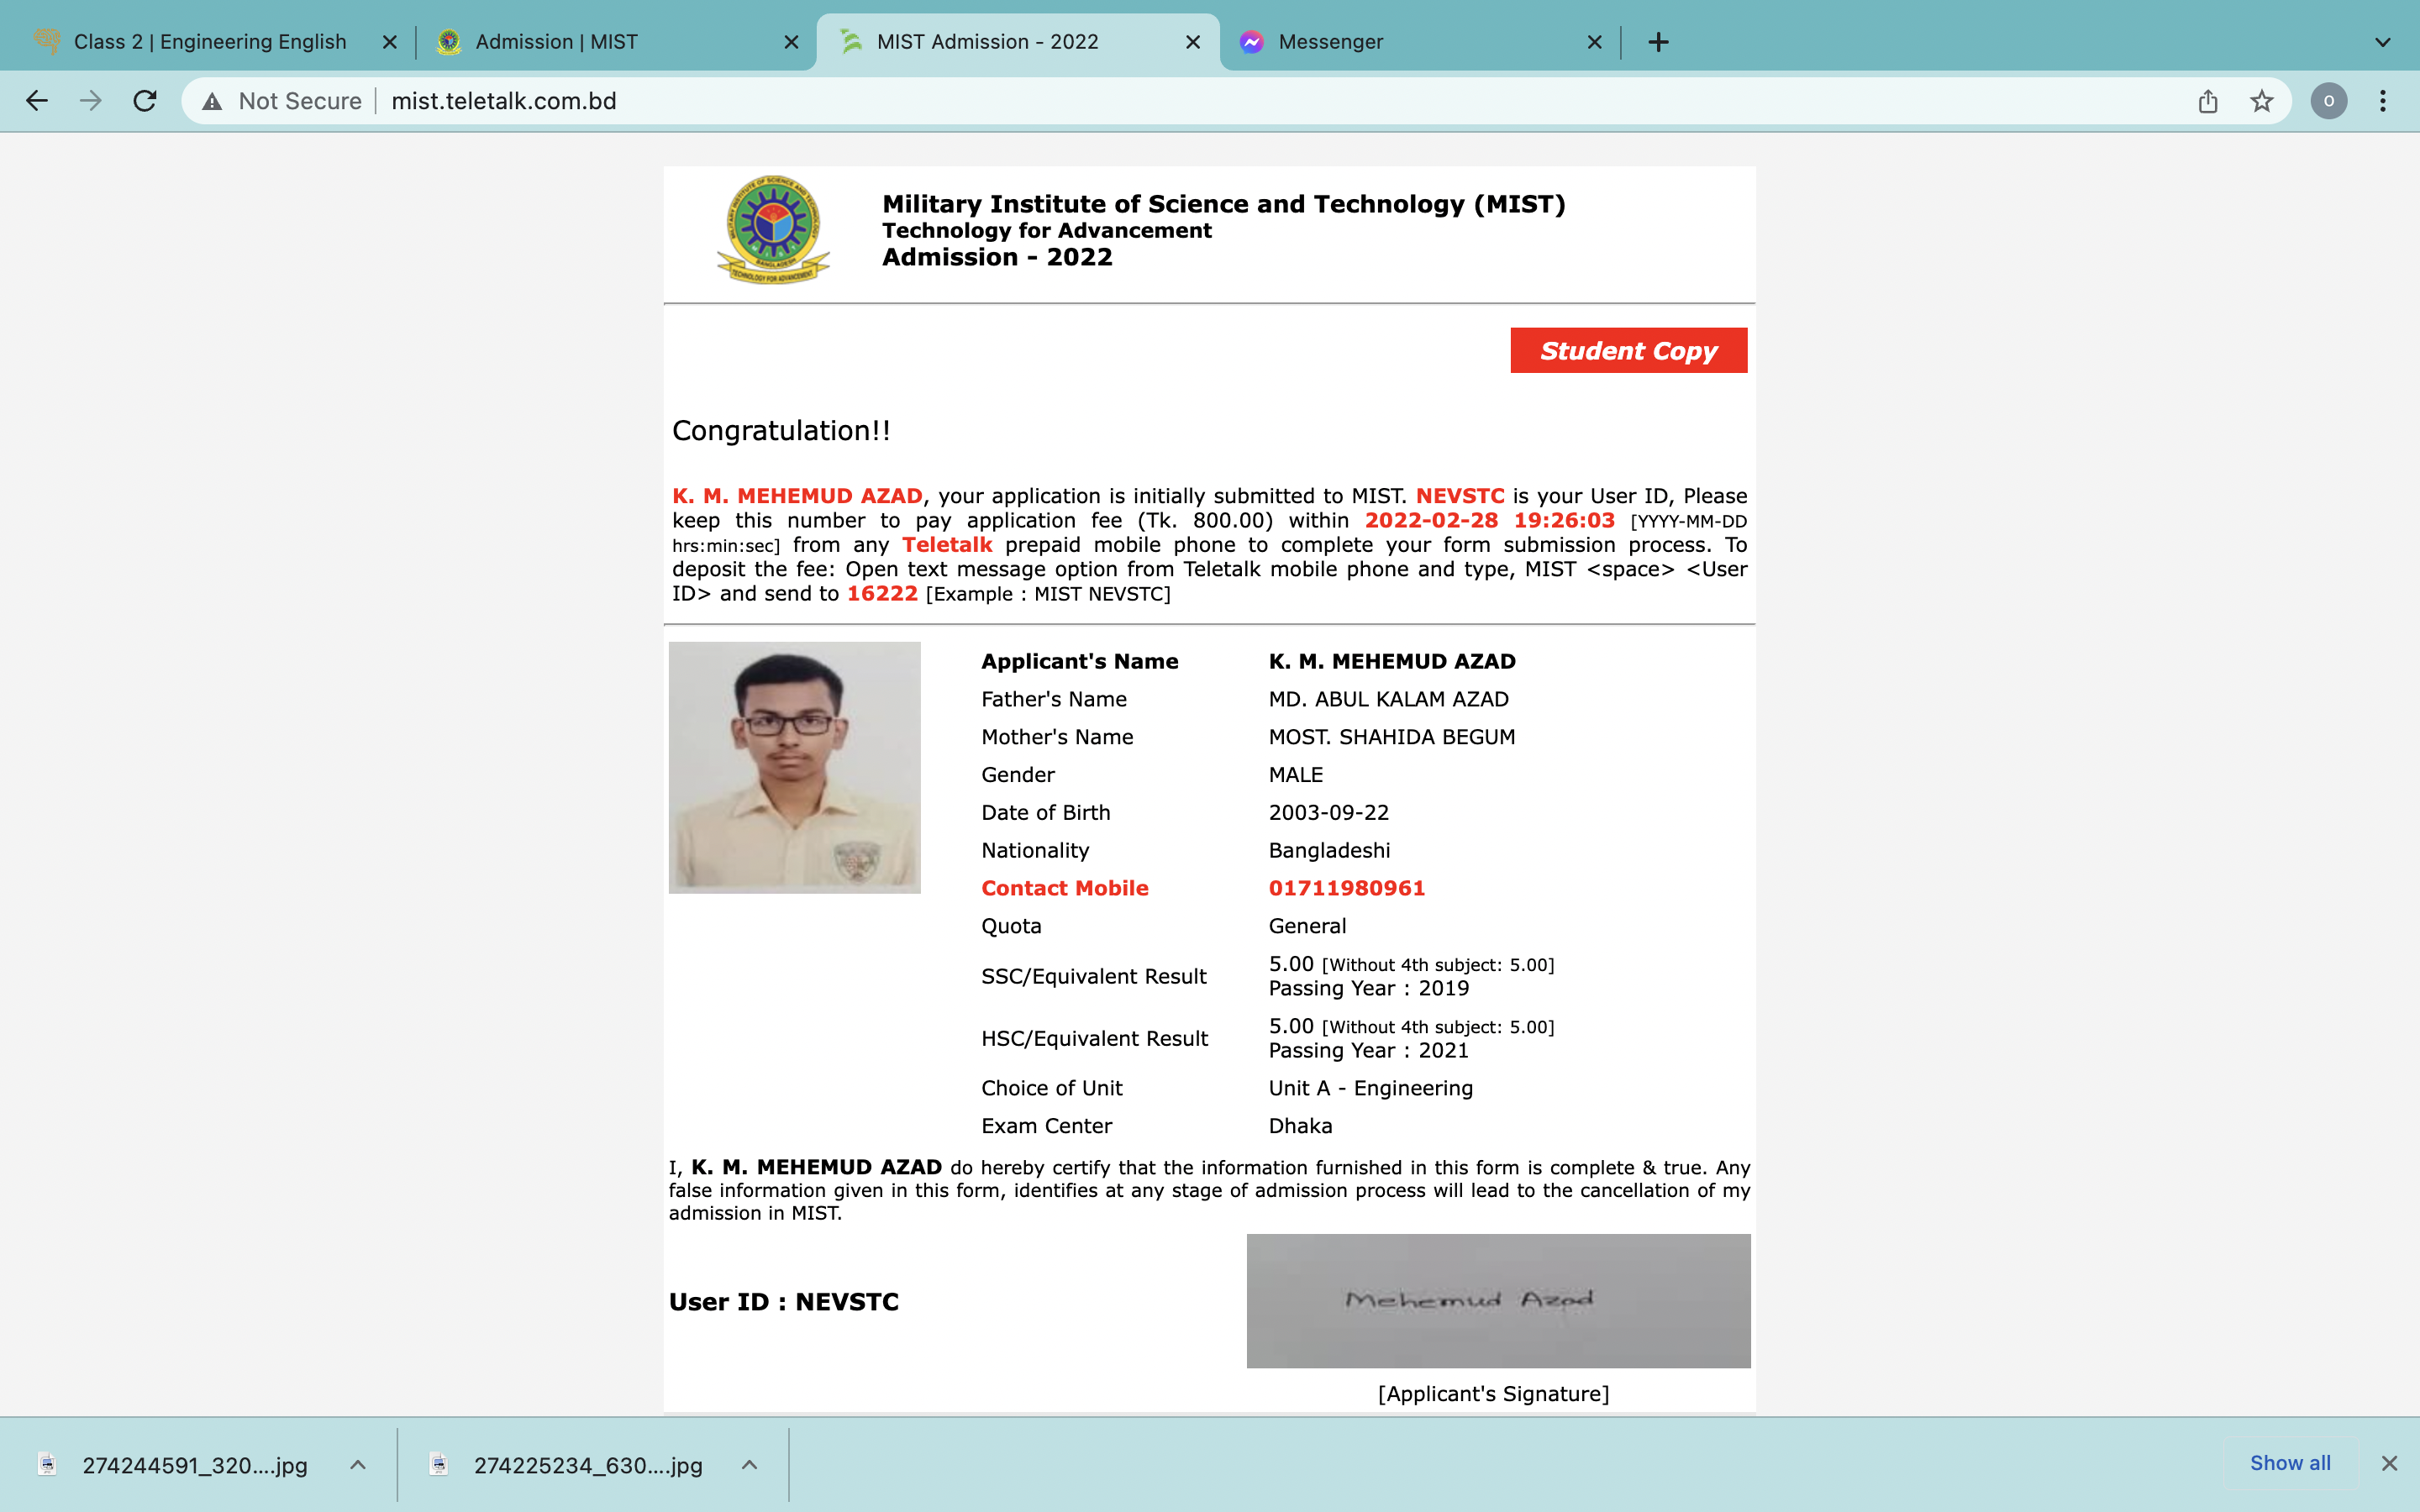 Class 2 | Engineering English
Admission | MIST
MIST Admission - 2022
Messenger
Not Secure
mist.teletalk.com.bd
O
MILITARY INSTITUTE OF SCIENCE AND TECHNOLOGY
BANGLADESH
TECHNOLOGY FOR ADVANCEMENT
Military Institute of Science and Technology (MIST)
Technology for Advancement
Admission - 2022
Student Copy
Congratulation!!
K. M. MEHEMUD AZAD, your application is initially submitted to MIST. NEVSTC is your User ID, Please
keep this number to pay application fee (Tk. 800.00) within 2022-02-28 19:26:03 [YYYY-MM-DD
hrs:min:sec] from any Teletalk prepaid mobile phone to complete your form submission process. To
deposit the fee: Open text message option from Teletalk mobile phone and type, MIST <space> <User
ID> and send to 16222 [Example : MIST NEVSTC]
Applicant's Name K. M. MEHEMUD AZAD
Father's Name MD. ABUL KALAM AZAD
Mother's Name MOST. SHAHIDA BEGUM
Gender MALE
Date of Birth 2003-09-22
Nationality Bangladeshi
Contact Mobile 01711980961
Quota General
SSC/Equivalent Result 5.00 [Without 4th subject: 5.00]
Passing Year : 2019
HSC/Equivalent Result 5.00 [Without 4th subject: 5.00]
Passing Year : 2021
Choice of Unit Unit A - Engineering
Exam Center Dhaka
I, K. M. MEHEMUD AZAD do hereby certify that the information furnished in this form is complete & true. Any
false information given in this form, identifies at any stage of admission process will lead to the cancellation of my
admission in MIST.
User ID : NEVSTC
Mehemud Azad
[Applicant's Signature]
274244591_320....jpg
274225234_630....jpg
Show all